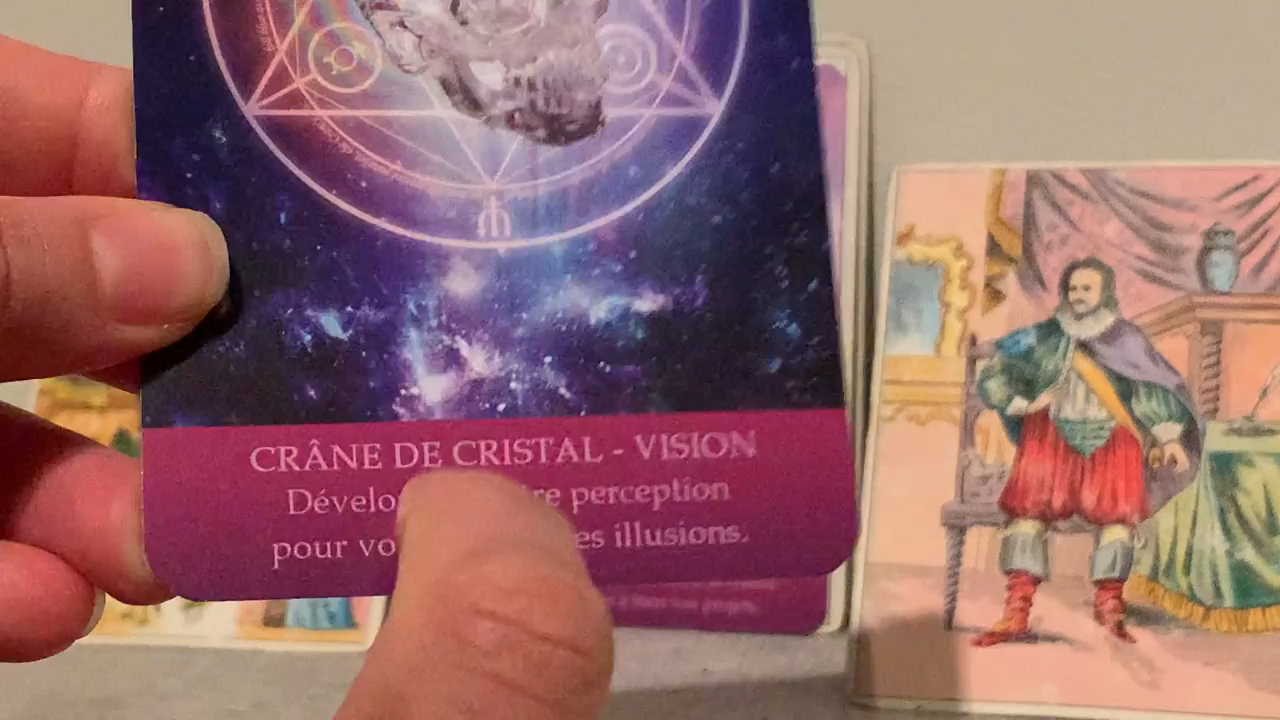 CRÂNE DE CRISTAL - VISION
Dévelo re perception
pour vo es illusions.